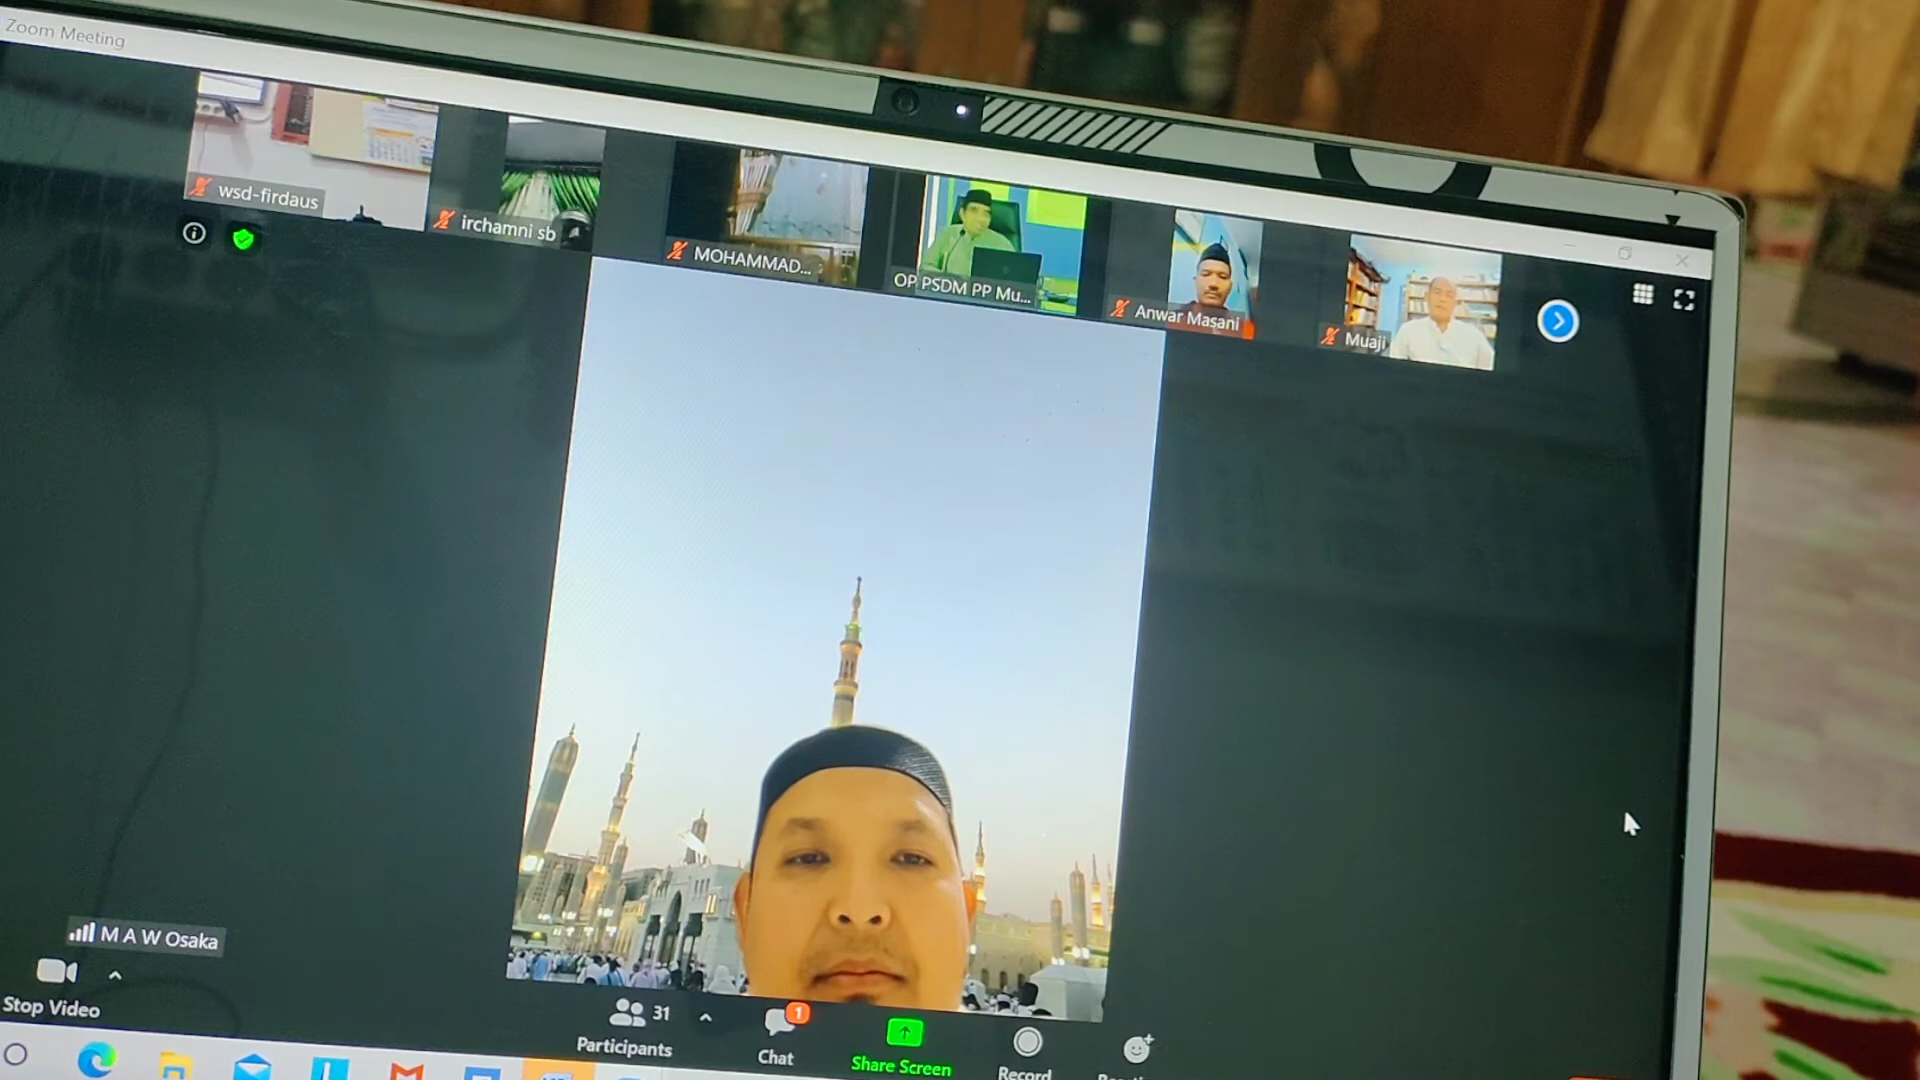 Zoom Meeting
wsd-firdaus
irchamni sb
MOHAMMAD...
OP PSDM PP Mu...
Anwar Masani
Muaji
M A W Osaka
Stop Video
31
Participants
1
Chat
Share Screen
Record